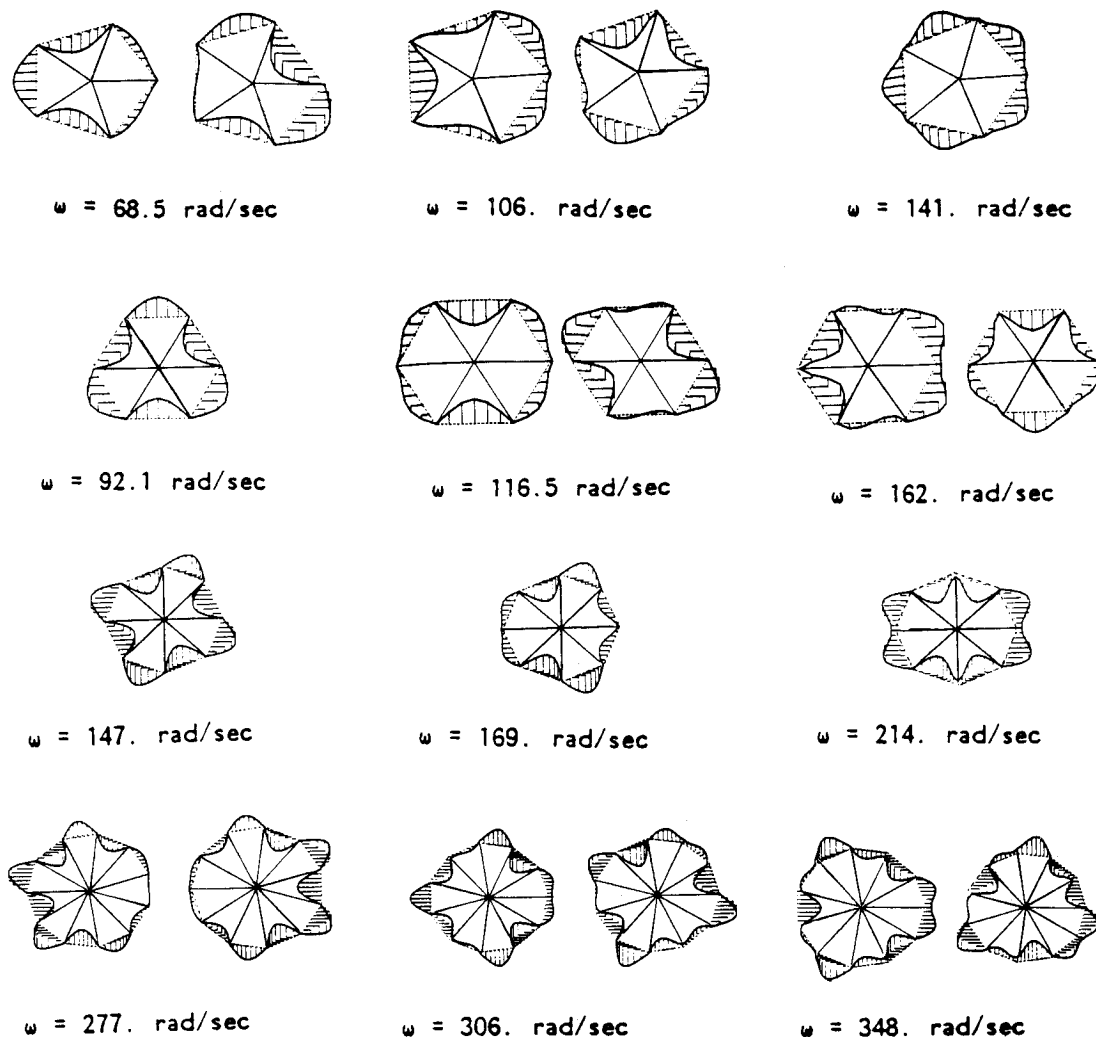 ω = 68.5 rad/sec
ω = 106. rad/sec
ω = 141. rad/sec
ω = 92.1 rad/sec
ω = 116.5 rad/sec
ω = 162. rad/sec
ω = 147. rad/sec
ω = 169. rad/sec
ω = 214. rad/sec
ω = 277. rad/sec
ω = 306. rad/sec
ω = 348. rad/sec